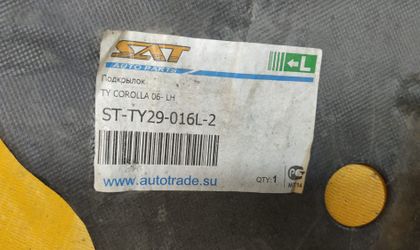 SAT
AUTO PARTS
L
Подкрылок
TY COROLLA 06- LH
ST-TY29-016L-2
www.autotrade.su
QTY: 1